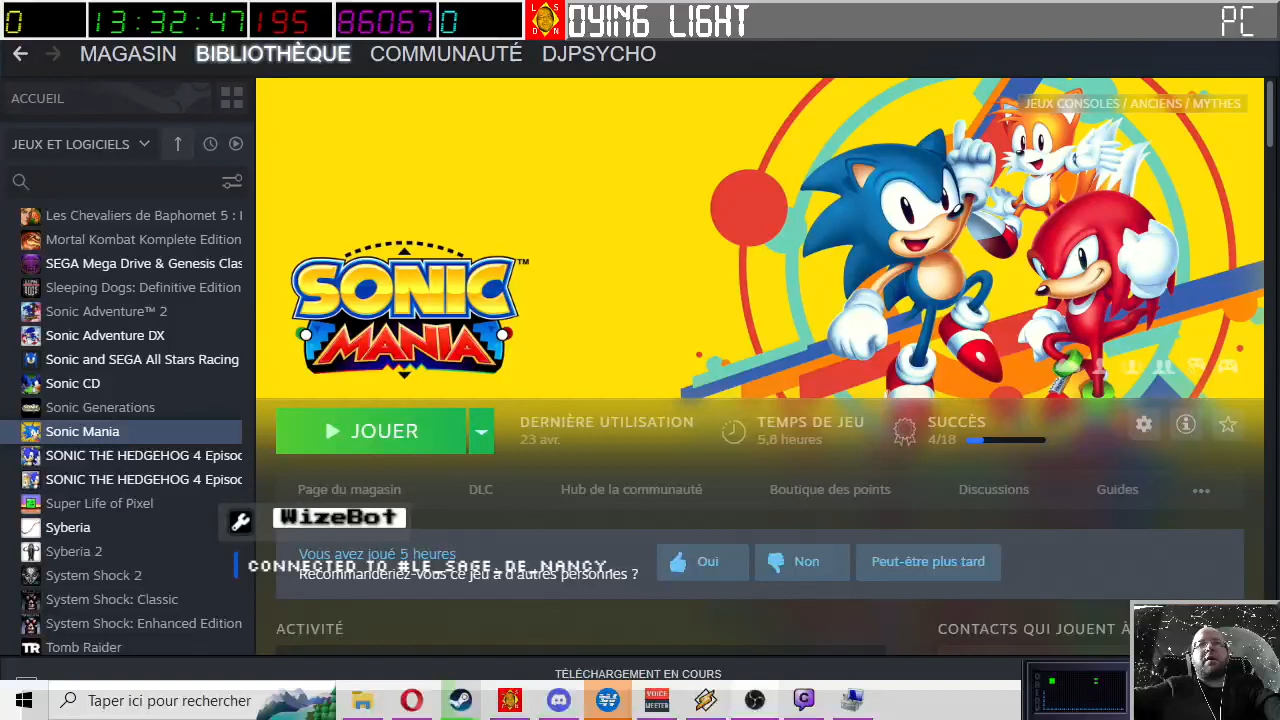 0 13:32:47 195 86067 0 L S D N DYING LIGHT PC
MAGASIN BIBLIOTHÈQUE COMMUNAUTÉ DJPSYCHO
ACCUEIL
JEUX CONSOLES / ANCIENS / MYTHES
JEUX ET LOGICIELS
Les Chevaliers de Baphomet 5 :
Mortal Kombat Komplete Edition
SEGA Mega Drive & Genesis Clas
Sleeping Dogs: Definitive Edition
Sonic Adventure™ 2
Sonic Adventure DX
Sonic and SEGA All Stars Racing
Sonic CD
Sonic Generations
Sonic Mania
SONIC THE HEDGEHOG 4 Episod
SONIC THE HEDGEHOG 4 Episod
Super Life of Pixel
Syberia
Syberia 2
System Shock 2
System Shock: Classic
System Shock: Enhanced Edition
Tomb Raider
SONIC ™
MANIA
JOUER
DERNIÈRE UTILISATION
23 avr.
TEMPS DE JEU
5,8 heures
SUCCÈS
4/18
Page du magasin DLC Hub de la communauté Boutique des points Discussions Guides
WizeBot
Vous avez joué 5 heures
CONNECTED TO #LE_SAGE_DE_NANCY
Recommanderiez-vous ce jeu à d'autres personnes ?
Oui Non Peut-être plus tard
ACTIVITÉ
CONTACTS QUI JOUENT À
TÉLÉCHARGEMENT EN COURS
Taper ici pour rechercher
VOICE MEETER